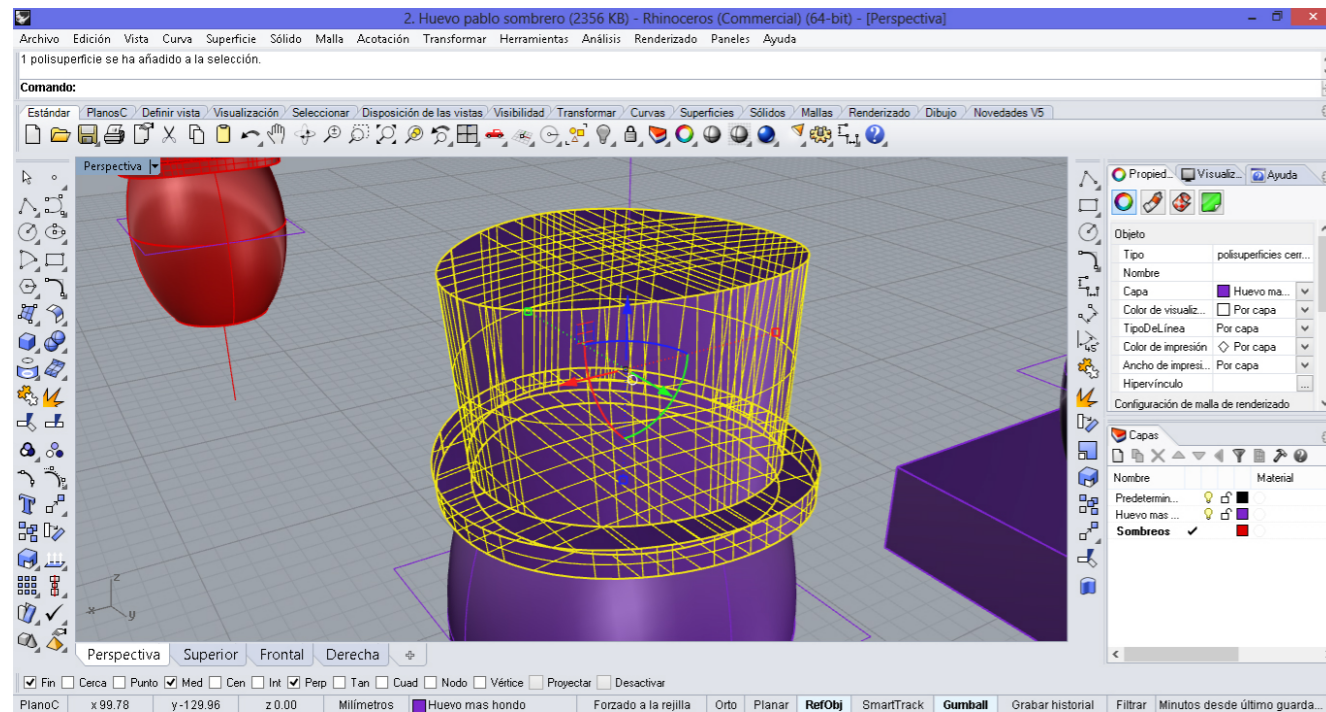 2. Huevo pablo sombrero (2356 KB) - Rhinoceros (Commercial) (64-bit) - [Perspectiva]
Archivo Edición Vista Curva Superficie Sólido Malla Acotación Transformar Herramientas Análisis Renderizado Paneles Ayuda
1 polisuperficie se ha añadido a la selección.
Comando:
Estándar PlanosC Definir vista Visualización Seleccionar Disposición de las vistas Visibilidad Transformar Curvas Superficies Sólidos Mallas Renderizado Dibujo Novedades V5
Perspectiva
z
x
y
Propied... Visualiz... Ayuda
Objeto
Tipo polisuperficies cerr...
Nombre
Capa Huevo ma...
Color de visualiz... Por capa
TipoDeLínea Por capa
Color de impresión Por capa
Ancho de impresi... Por capa
Hipervínculo ...
Configuración de malla de renderizado
Capas
Nombre Material
Predetermin...
Huevo mas ...
Sombreos
45°
Perspectiva Superior Frontal Derecha
Fin Cerca Punto Med Cen Int Perp Tan Cuad Nodo Vértice Proyectar Desactivar
PlanoC x 99.78 y -129.96 z 0.00 Milímetros Huevo mas hondo Forzado a la rejilla Orto Planar RefObj SmartTrack Gumball Grabar historial Filtrar Minutos desde último guarda...